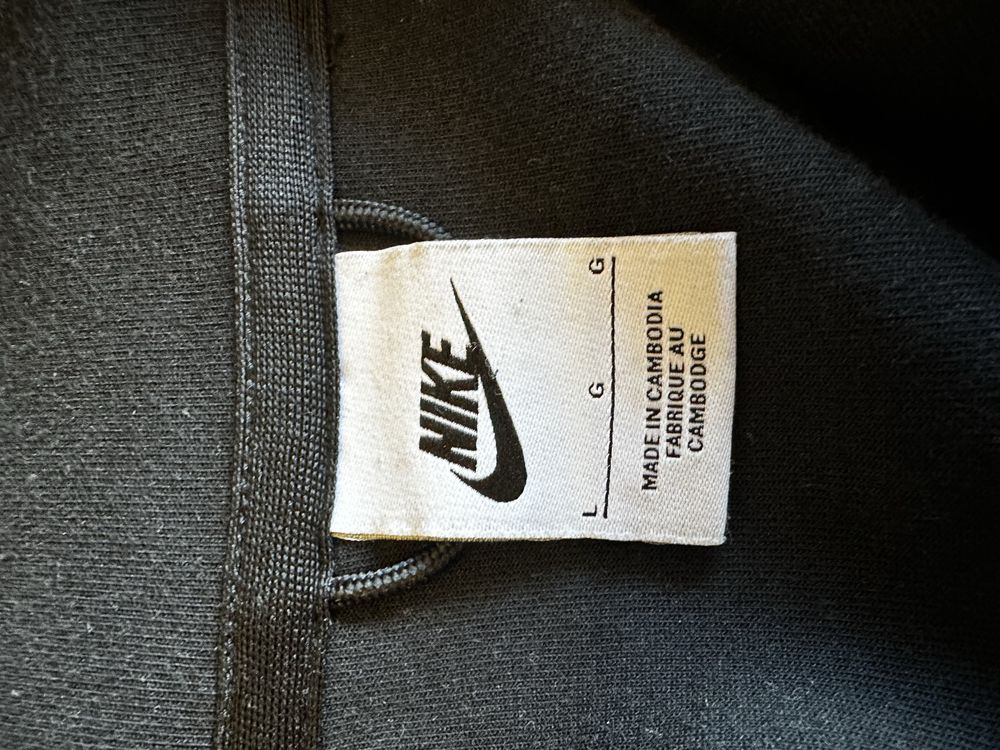 NIKE
L G G
MADE IN CAMBODIA
FABRIQUE AU
CAMBODGE